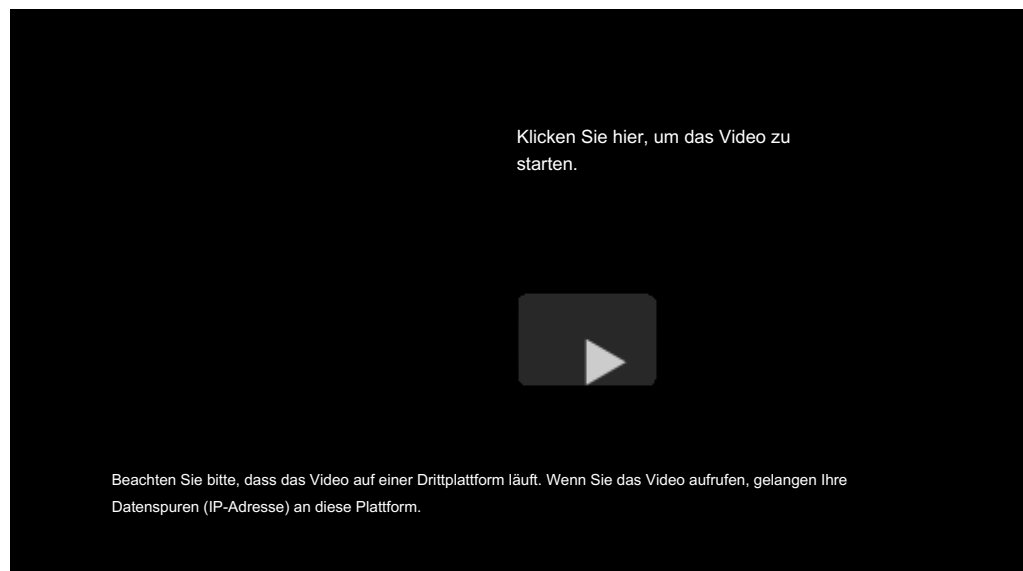 Klicken Sie hier, um das Video zu
starten.
Beachten Sie bitte, dass das Video auf einer Drittplattform läuft. Wenn Sie das Video aufrufen, gelangen Ihre
Datenspuren (IP-Adresse) an diese Plattform.